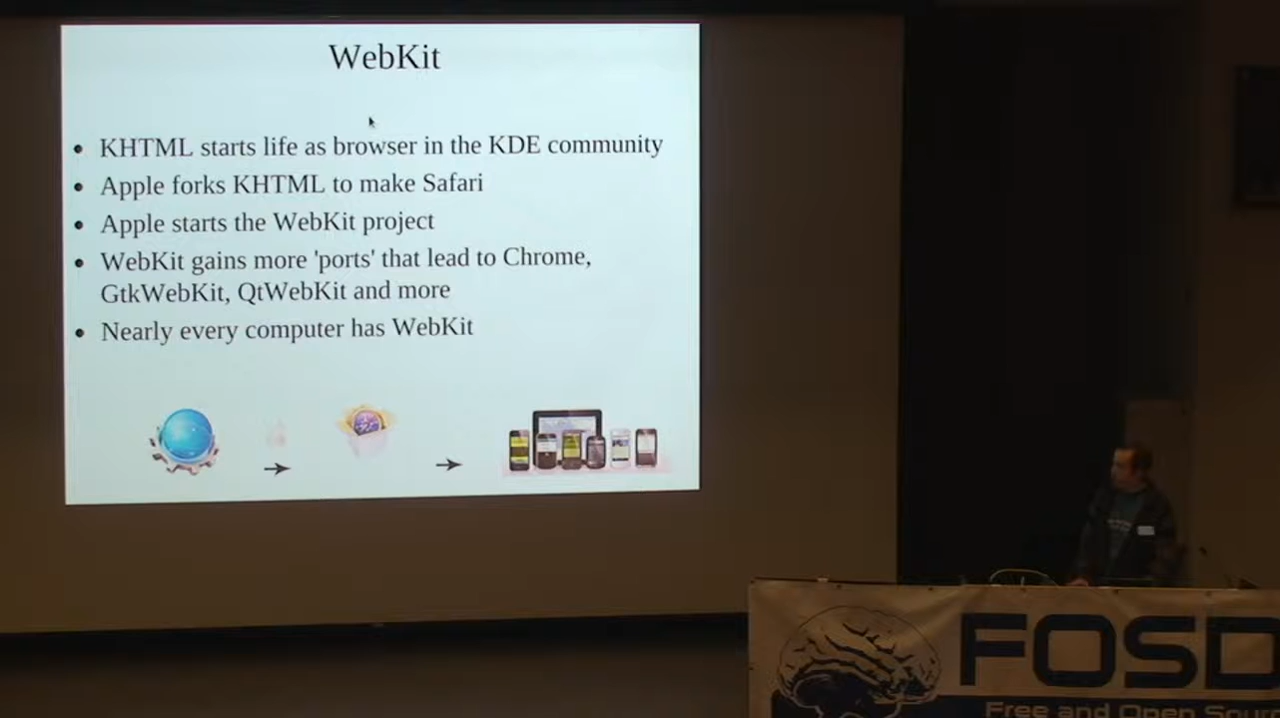 WebKit
KHTML starts life as browser in the KDE community
Apple forks KHTML to make Safari
Apple starts the WebKit project
WebKit gains more 'ports' that lead to Chrome,
GtkWebKit, QtWebKit and more
Nearly every computer has WebKit
FOSD
Free and Open Sour